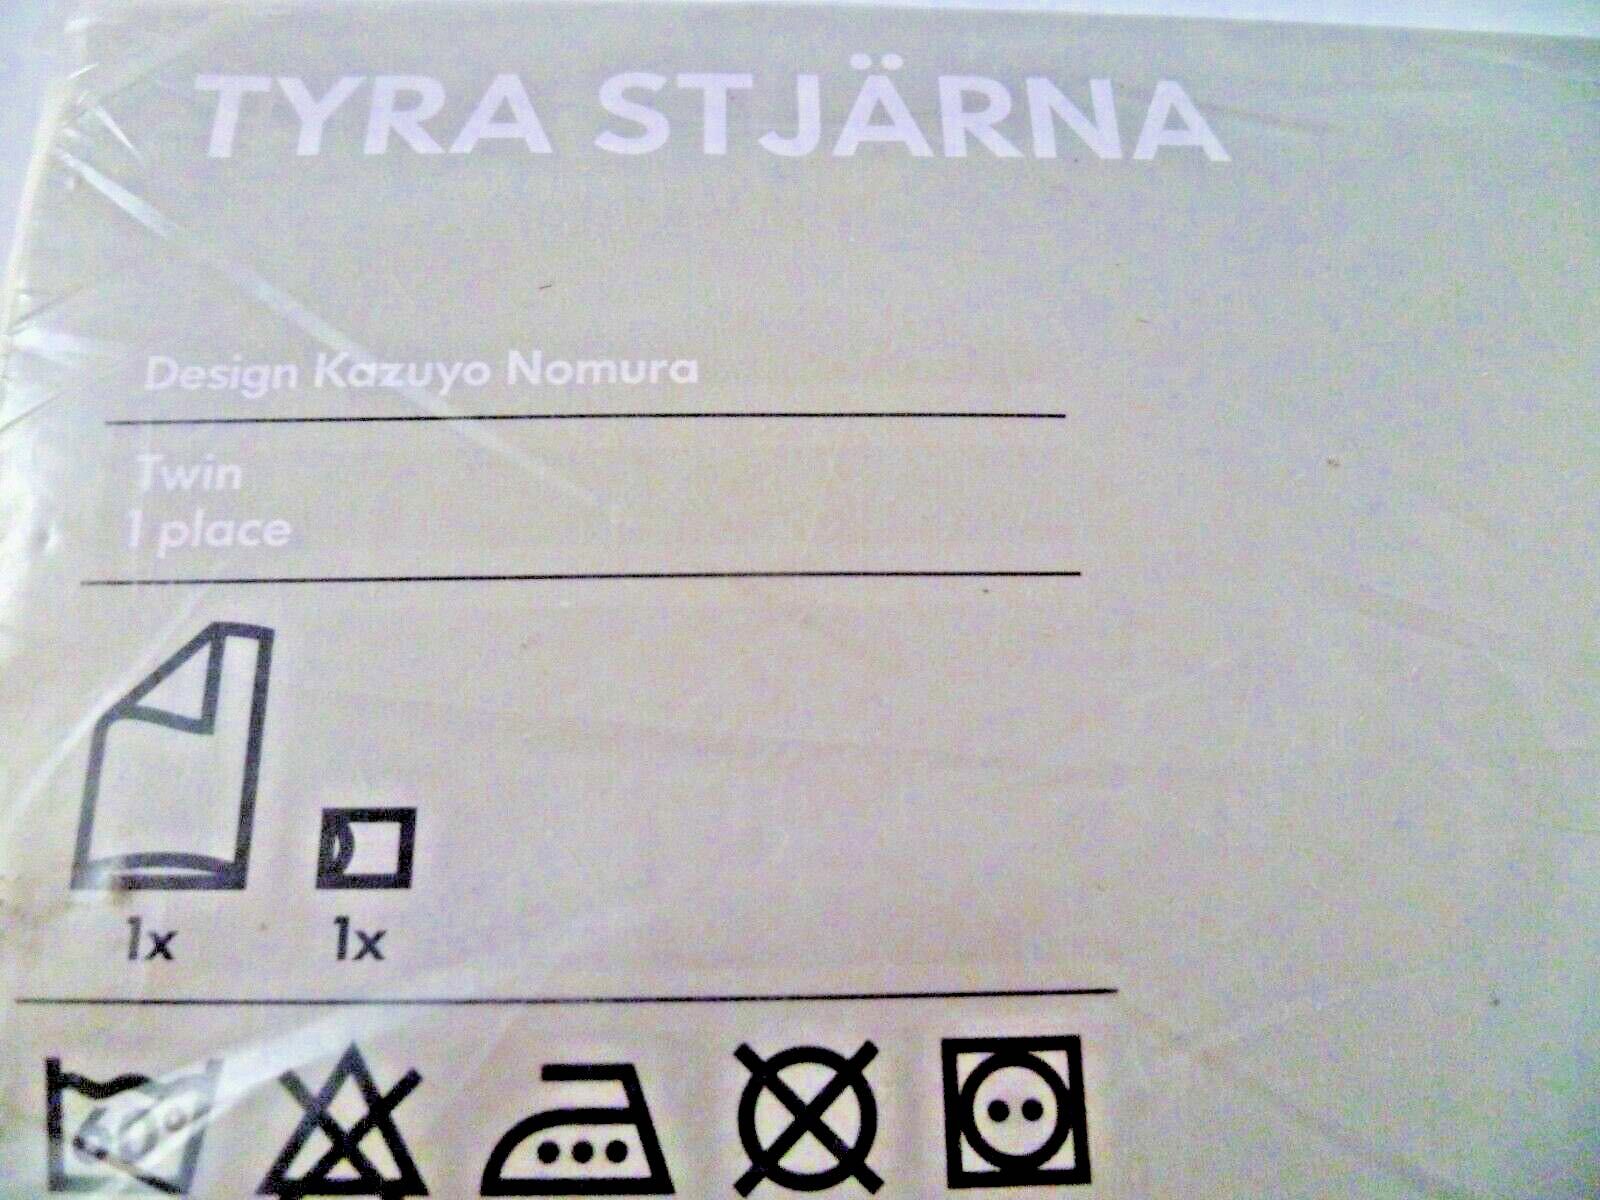 TYRA STJÄRNA
Design Kazuyo Nomura
Twin
1 place
1x 1x
60°